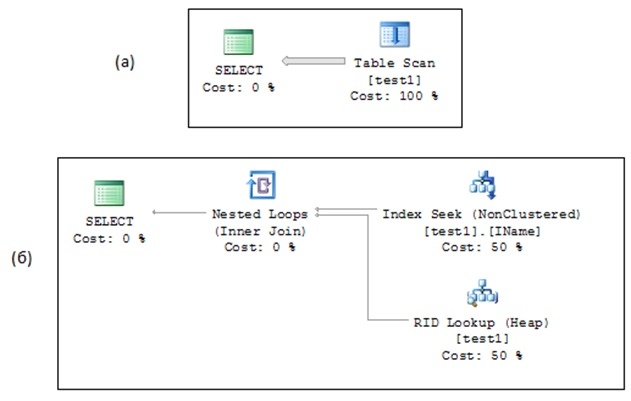 (а)
SELECT
Cost: 0 %
Table Scan
[test1]
Cost: 100 %
(б)
SELECT
Cost: 0 %
Nested Loops
(Inner Join)
Cost: 0 %
Index Seek (NonClustered)
[test1].[IName]
Cost: 50 %
RID Lookup (Heap)
[test1]
Cost: 50 %